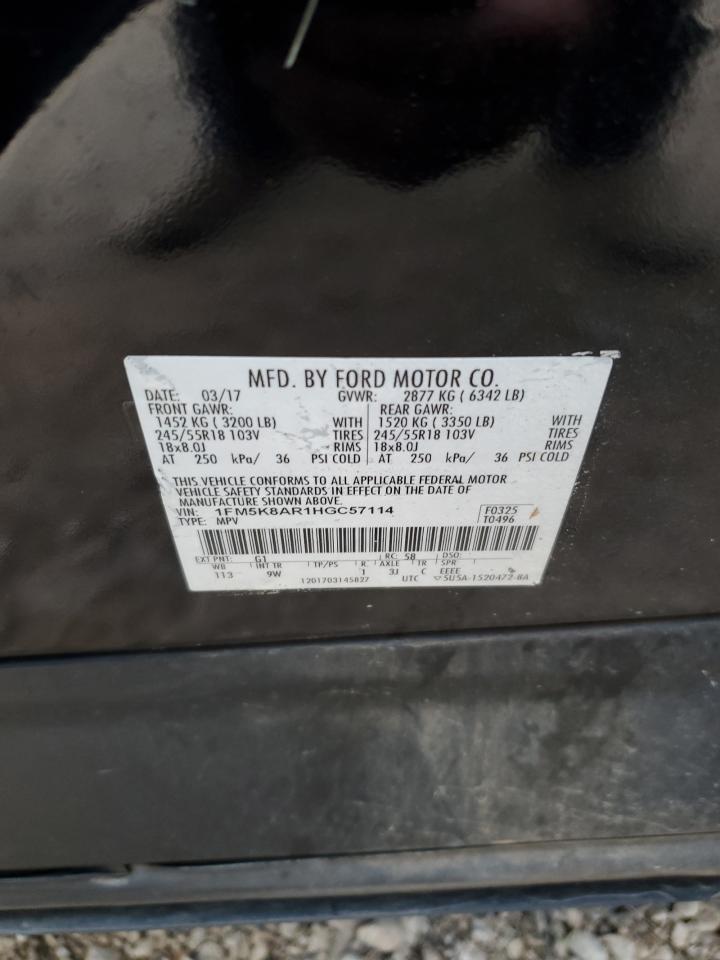 MFD. BY FORD MOTOR CO.
DATE: 03/17 GVWR: 2877 KG ( 6342 LB)
FRONT GAWR: REAR GAWR:
1452 KG ( 3200 LB) WITH 1520 KG ( 3350 LB) WITH
245/55R18 103V TIRES 245/55R18 103V TIRES
18x8.0J RIMS 18x8.0J RIMS
AT 250 kPa/ 36 PSI COLD AT 250 kPa/ 36 PSI COLD
THIS VEHICLE CONFORMS TO ALL APPLICABLE FEDERAL MOTOR
VEHICLE SAFETY STANDARDS IN EFFECT ON THE DATE OF
MANUFACTURE SHOWN ABOVE.
VIN: 1FM5K8AR1HGC57114 F0325
TYPE: MPV T0496
EXT PNT: G1 RC: 58 DSO:
WB INT TR TP/PS R AXLE TR SPR
113 9W 1 3J C EEEE
1201703145827 UTC 5U5A-1520472-BA